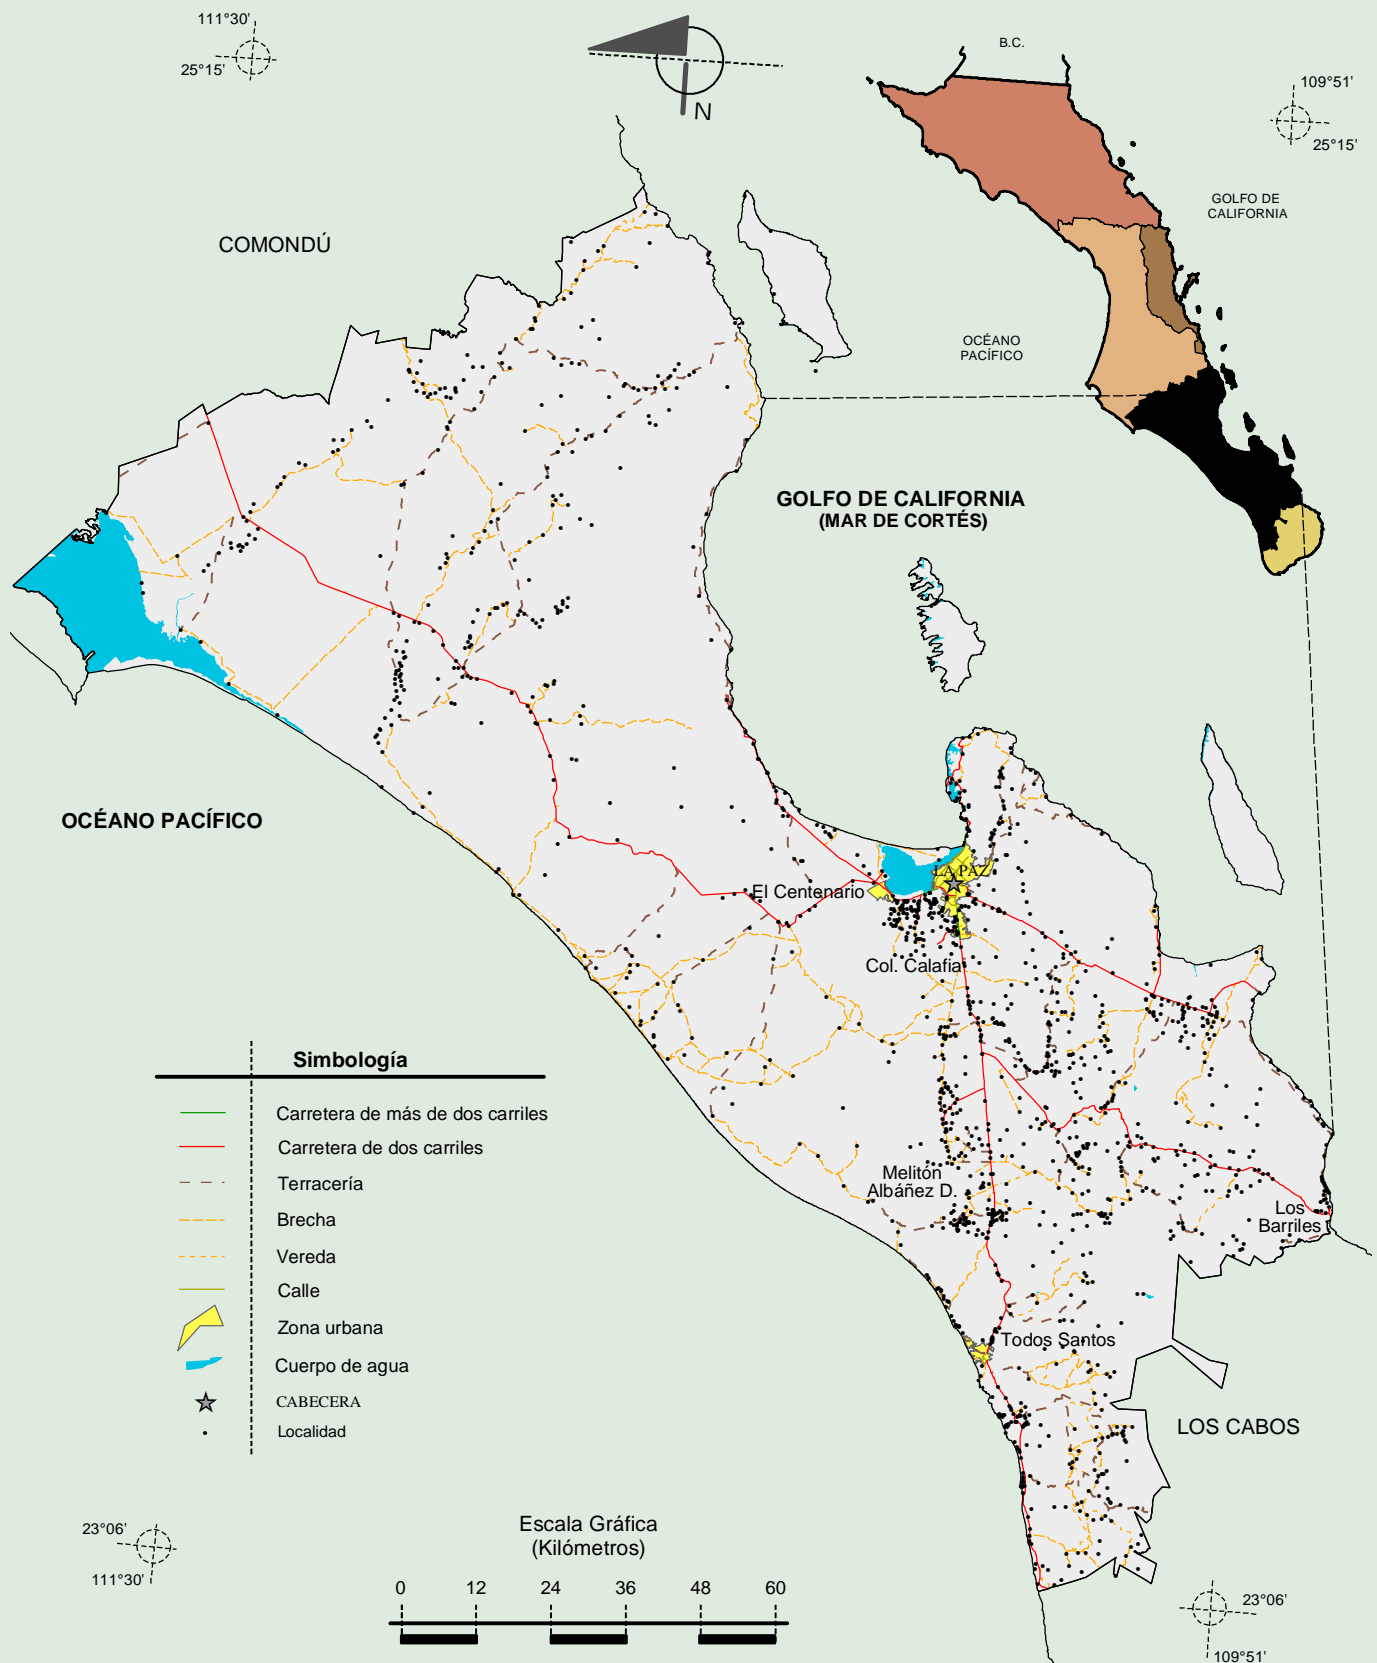 111°30'
25°15'
N
B.C.
109°51'
25°15'
GOLFO DE
CALIFORNIA
COMONDÚ
OCÉANO
PACÍFICO
GOLFO DE CALIFORNIA
(MAR DE CORTÉS)
OCÉANO PACÍFICO
LA PAZ
El Centenario
Col. Calafia
Simbología
Carretera de más de dos carriles
Carretera de dos carriles
Terracería
Brecha
Vereda
Calle
Zona urbana
Cuerpo de agua
CABECERA
Localidad
Melitón
Albáñez D.
Los
Barriles
Todos Santos
LOS CABOS
23°06'
111°30'
Escala Gráfica
(Kilómetros)
0 12 24 36 48 60
23°06'
109°51'